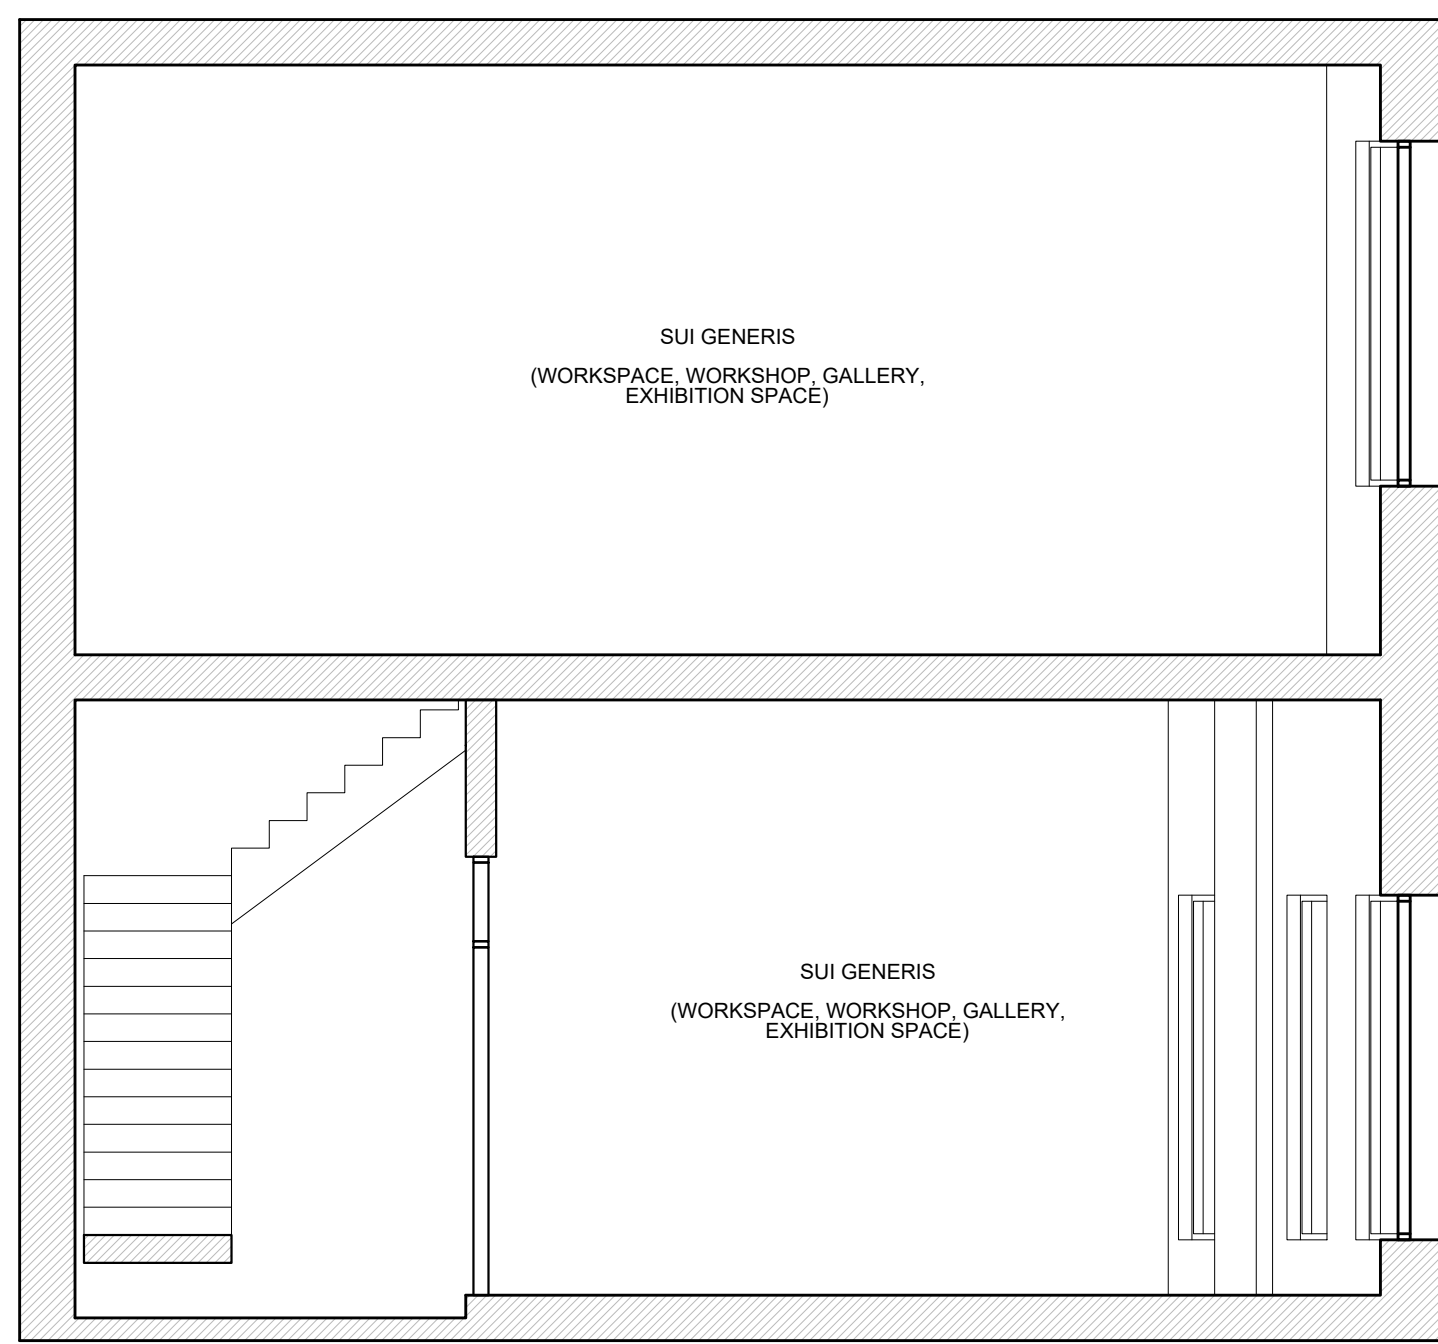 SUI GENERIS
(WORKSPACE, WORKSHOP, GALLERY,
EXHIBITION SPACE)
SUI GENERIS
(WORKSPACE, WORKSHOP, GALLERY,
EXHIBITION SPACE)